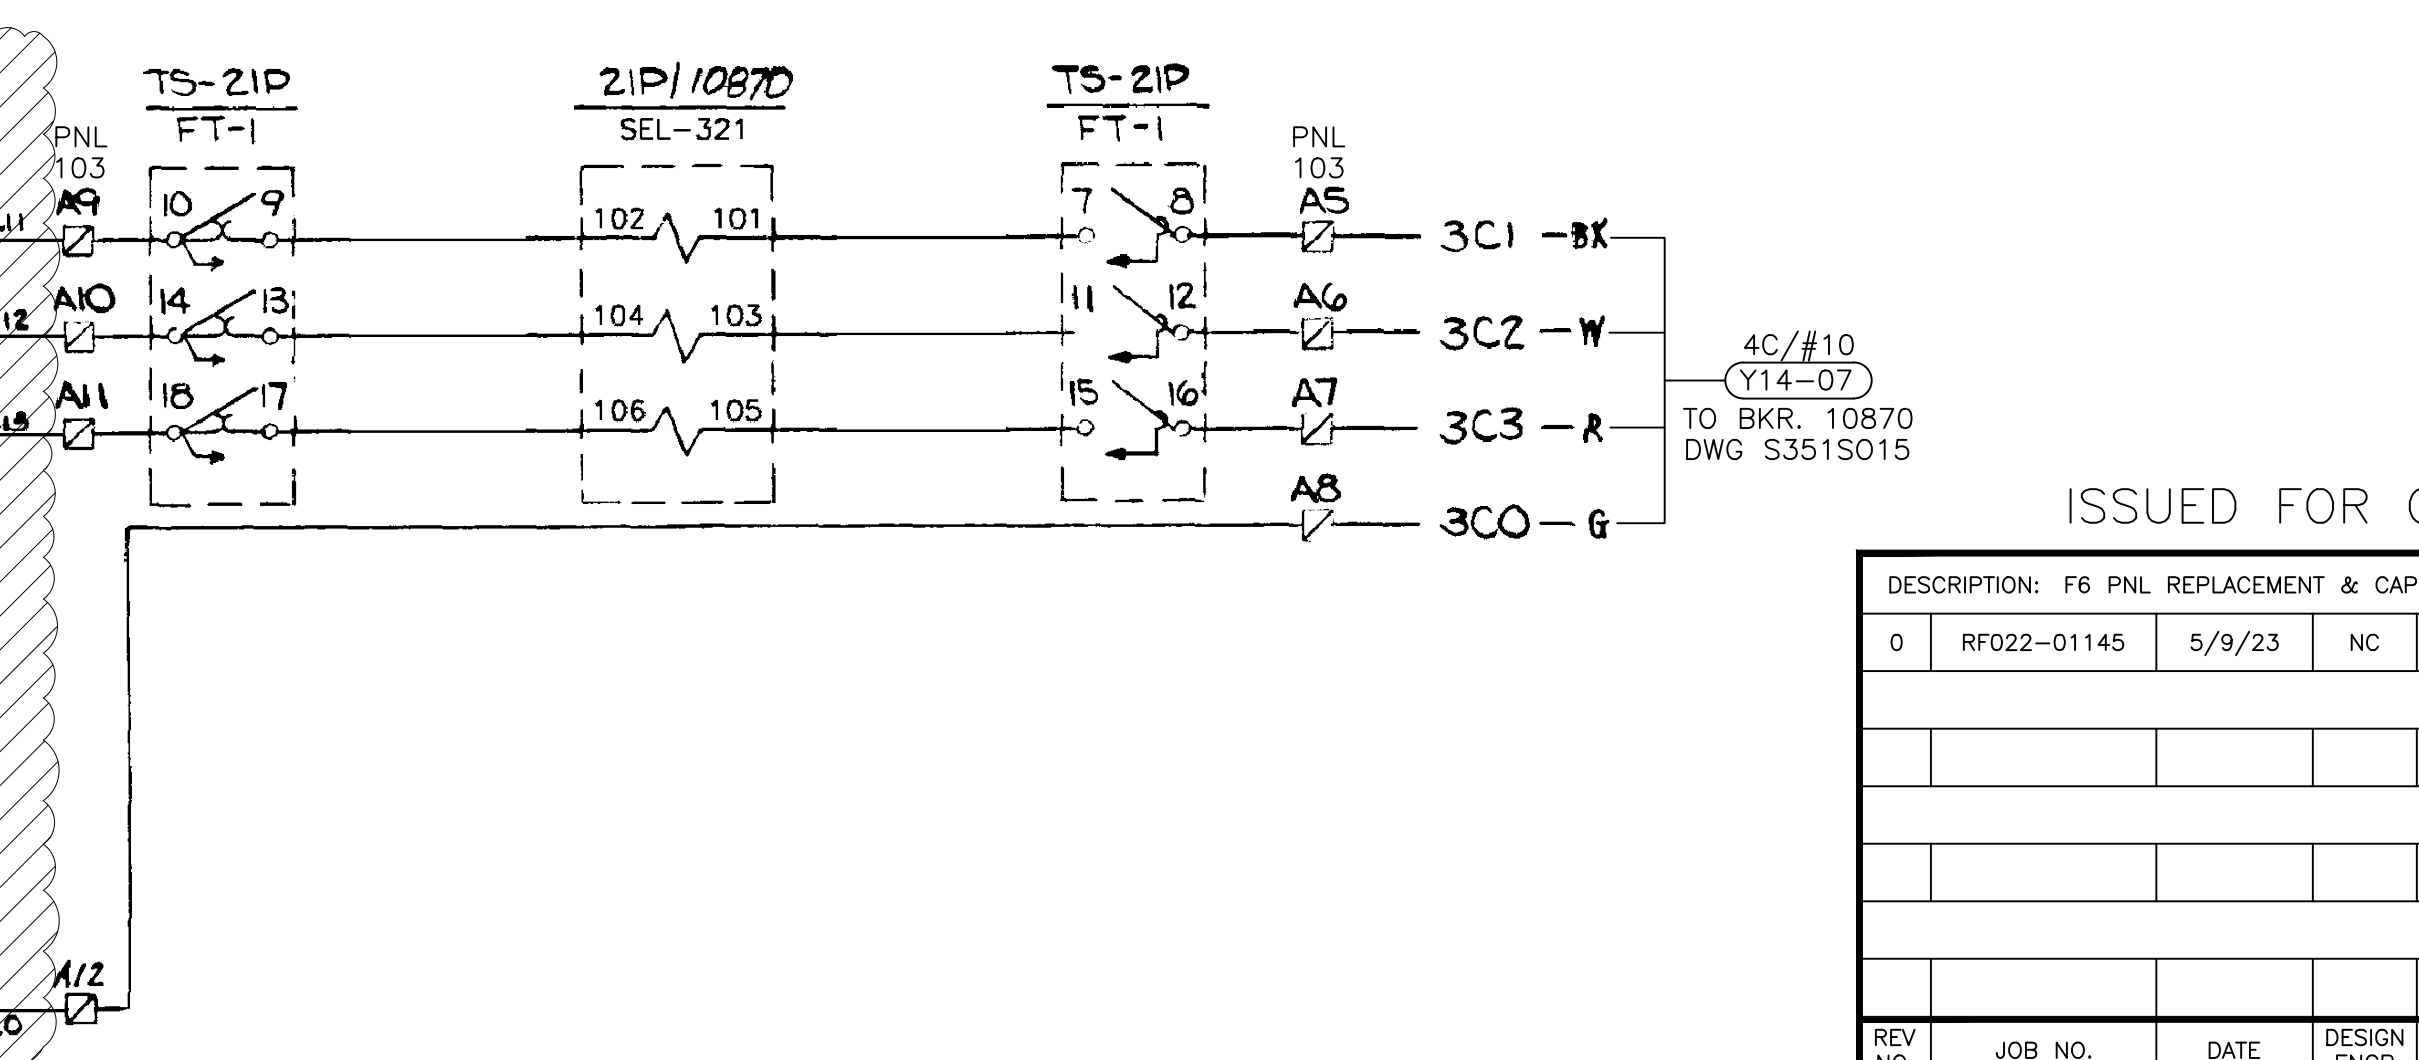 TS-21P
FT-1
21P/10870
SEL-321
TS-21P
FT-1
PNL
103
PNL
103
A9
10
9
102
101
7
8
A5
3C1 -BK
A10
14
13
104
103
11
12
A6
3C2 - W
12
A11
18
17
106
105
15
16
A7
3C3 - R
A8
3C0 - G
4C/#10
Y14-07
TO BKR. 10870
DWG S351S015
A12
ISSUED FOR
DESCRIPTION: F6 PNL REPLACEMENT & CAP
0
RF022-01145
5/9/23
NC
REV
JOB NO.
DATE
DESIGN